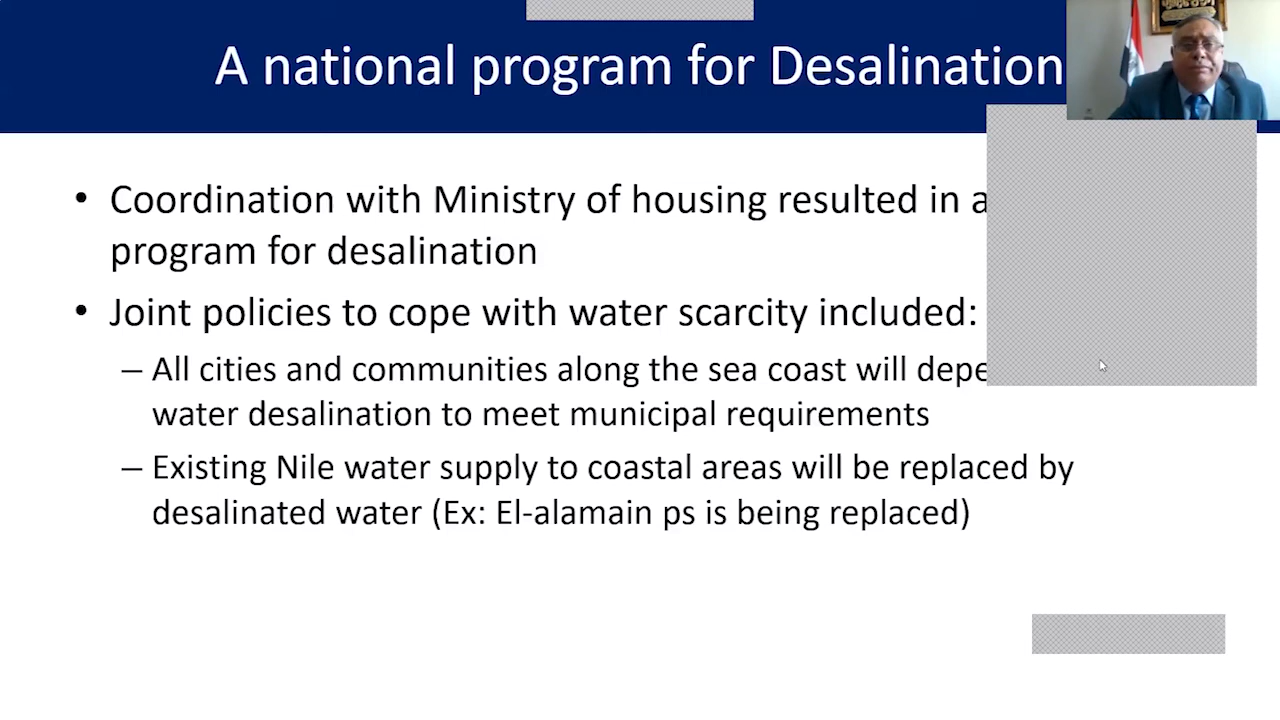 A national program for Desalination
• Coordination with Ministry of housing resulted in a
program for desalination
• Joint policies to cope with water scarcity included:
– All cities and communities along the sea coast will
water desalination to meet municipal requirements
– Existing Nile water supply to coastal areas will be replaced by
desalinated water (Ex: El-alamain ps is being replaced)